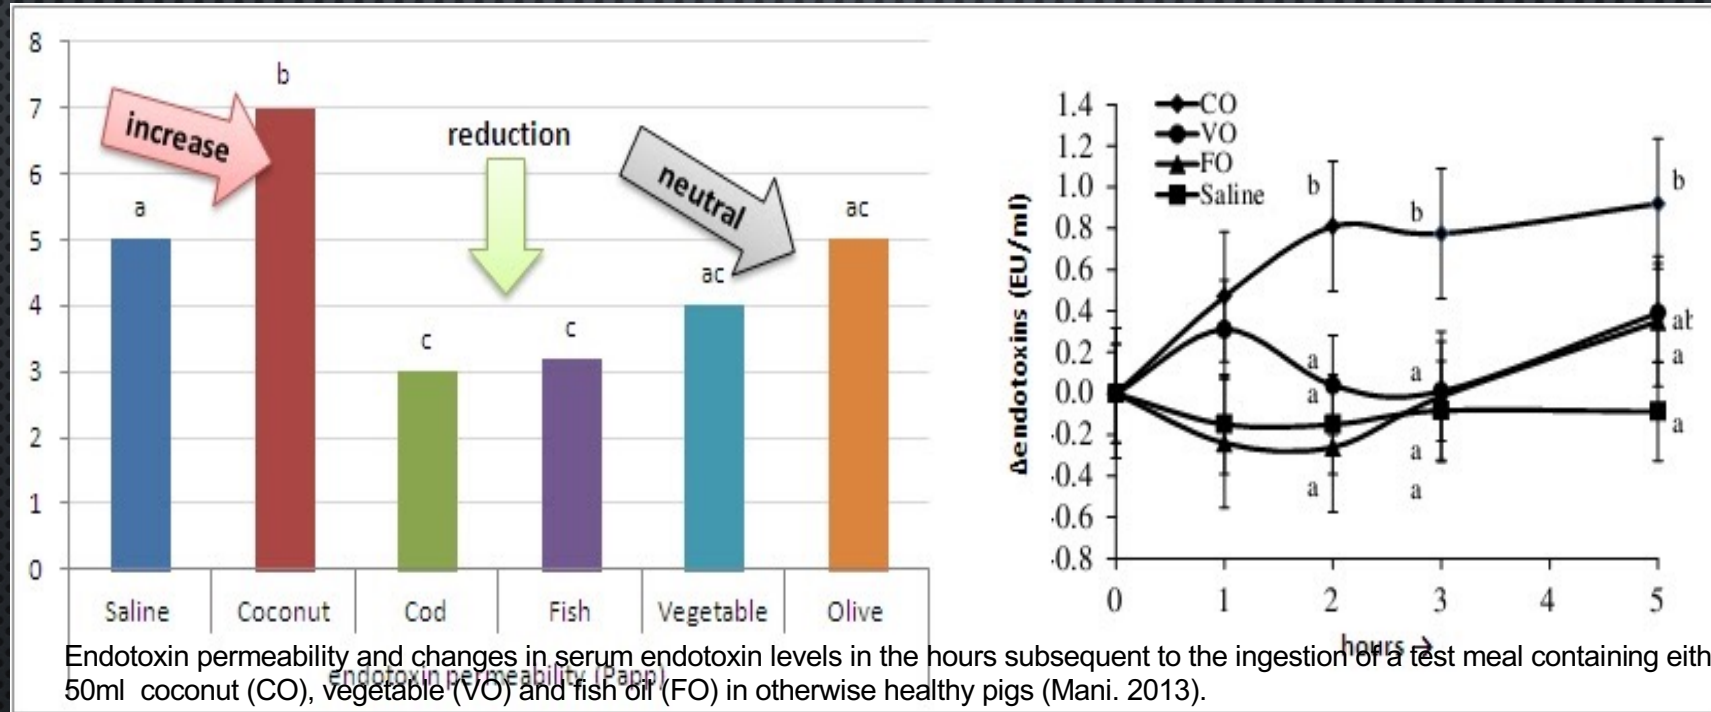 8
7
6
5
4
3
2
1
0
increase
reduction
neutral
a
b
c
c
ac
ac
Saline
Coconut
Cod
Fish
Vegetable
Olive
endotoxin permeability (Papp)
1.4
1.2
1.0
0.8
0.6
0.4
0.2
0.0
-0.2
-0.4
-0.6
-0.8
Δendotoxins (EU/ml)
CO
VO
FO
Saline
b
b
b
a
a
ab
a
a
a
a
a
a
0
1
2
3
4
5
hours →
Endotoxin permeability and changes in serum endotoxin levels in the hours subsequent to the ingestion of a test meal containing eith
50ml coconut (CO), vegetable (VO) and fish oil (FO) in otherwise healthy pigs (Mani. 2013).